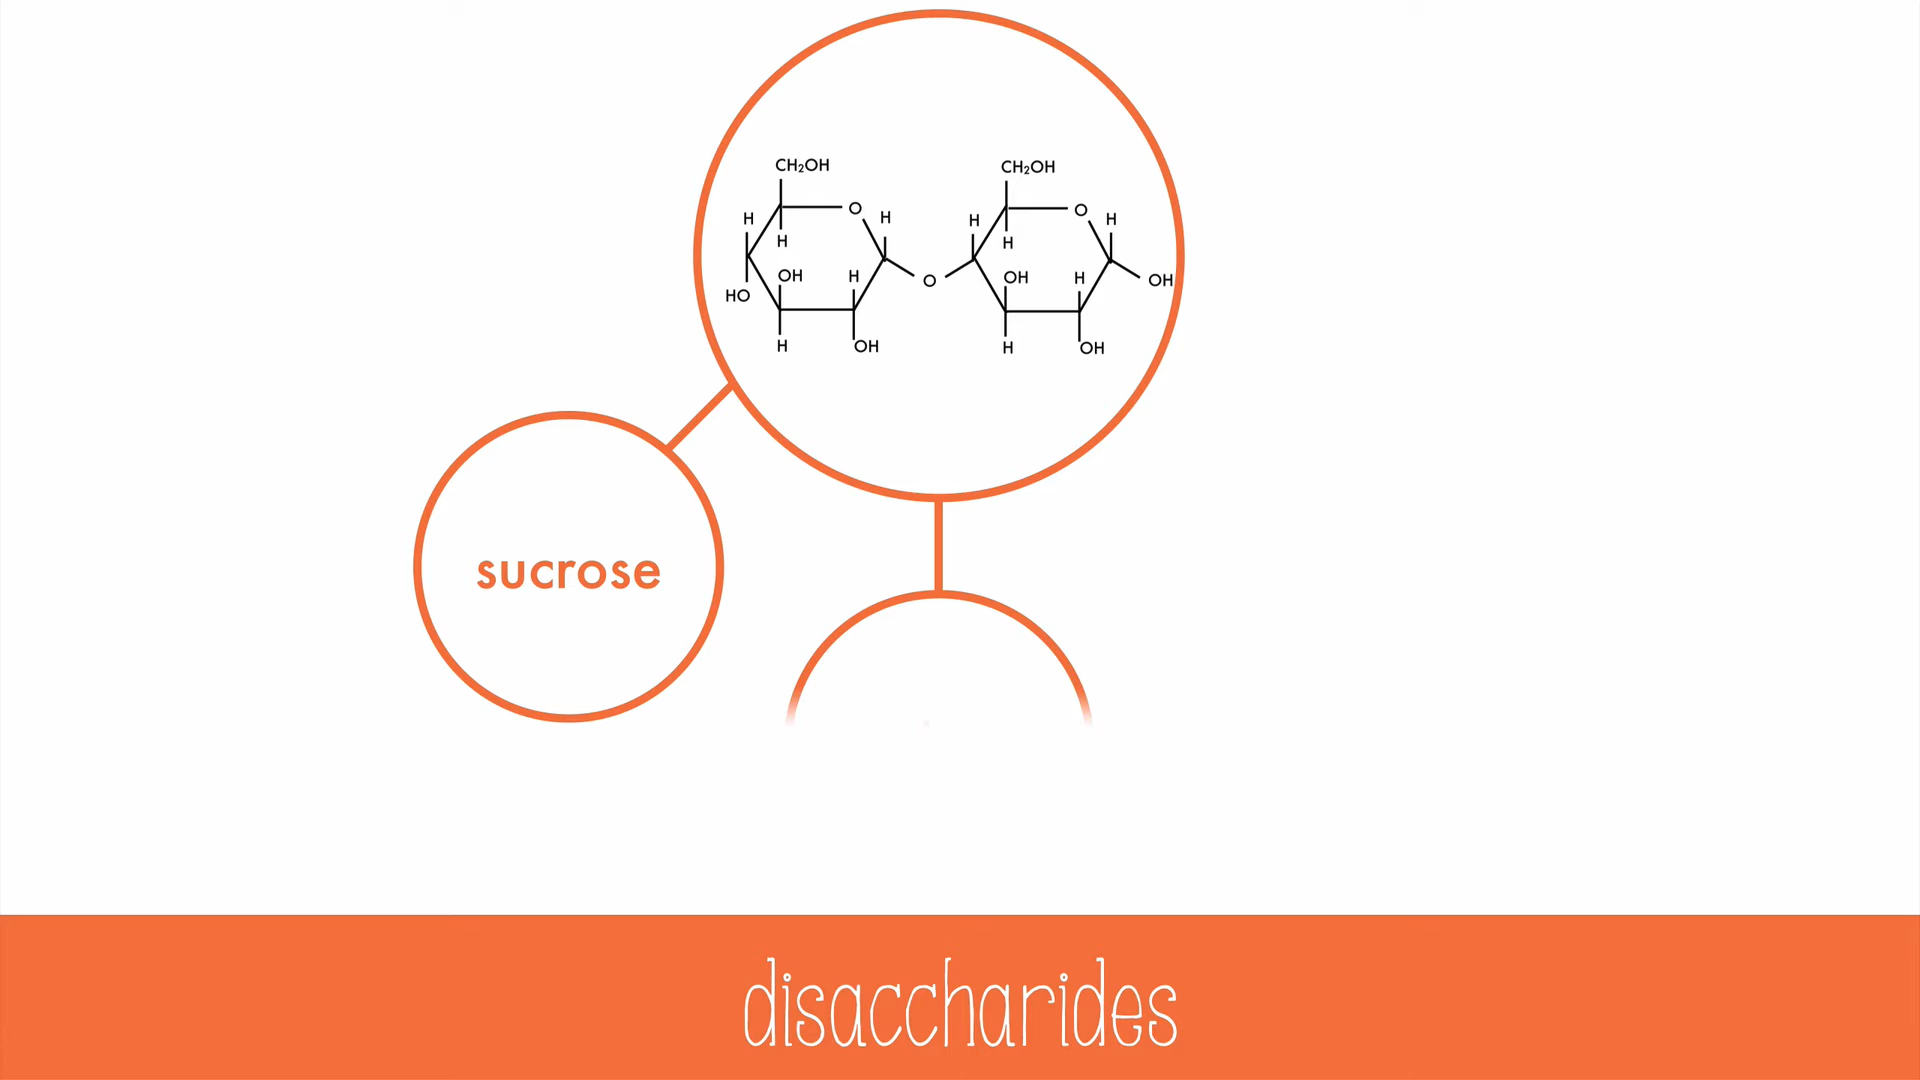 CH₂OH CH₂OH
H O H H O H
H H
OH H O OH H OH
HO
H OH H OH
sucrose
disaccharides